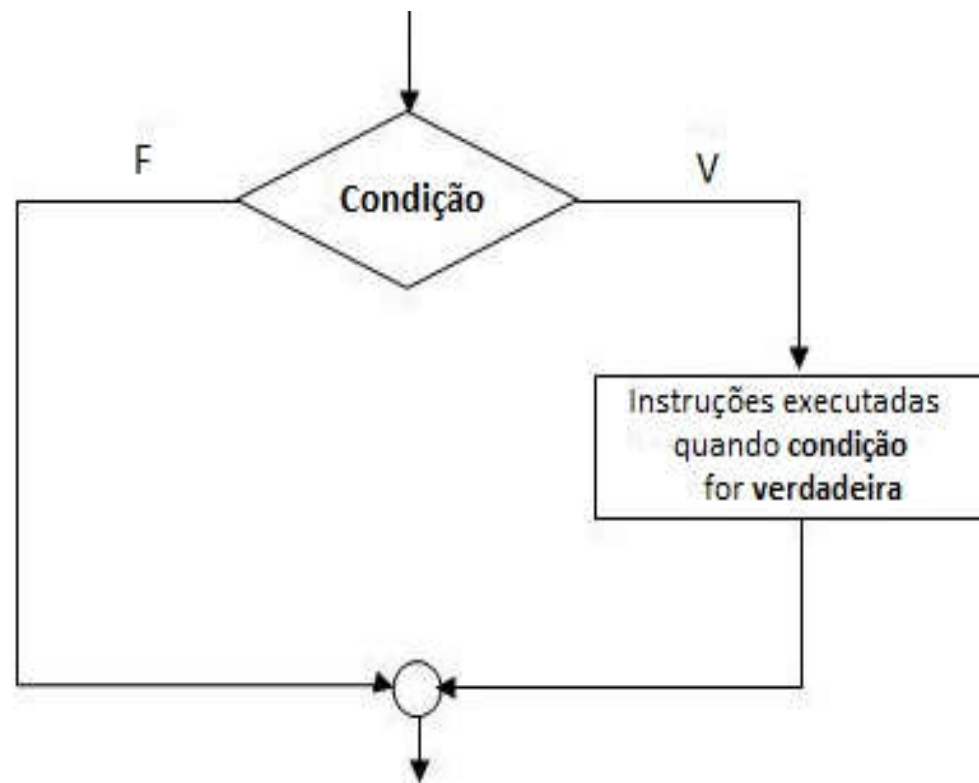 F
V
Condição
Instruções executadas
quando condição
for verdadeira